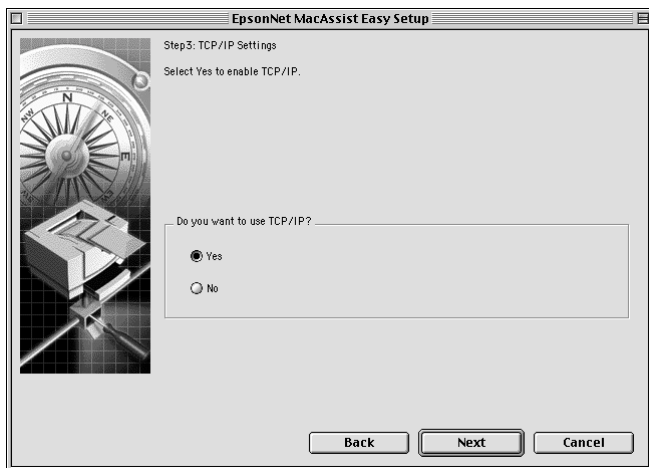 EpsonNet MacAssist Easy Setup
Step3: TCP/IP Settings
Select Yes to enable TCP/IP.
N
NE
E
Do you want to use TCP/IP?
Yes
No
Back
Next
Cancel